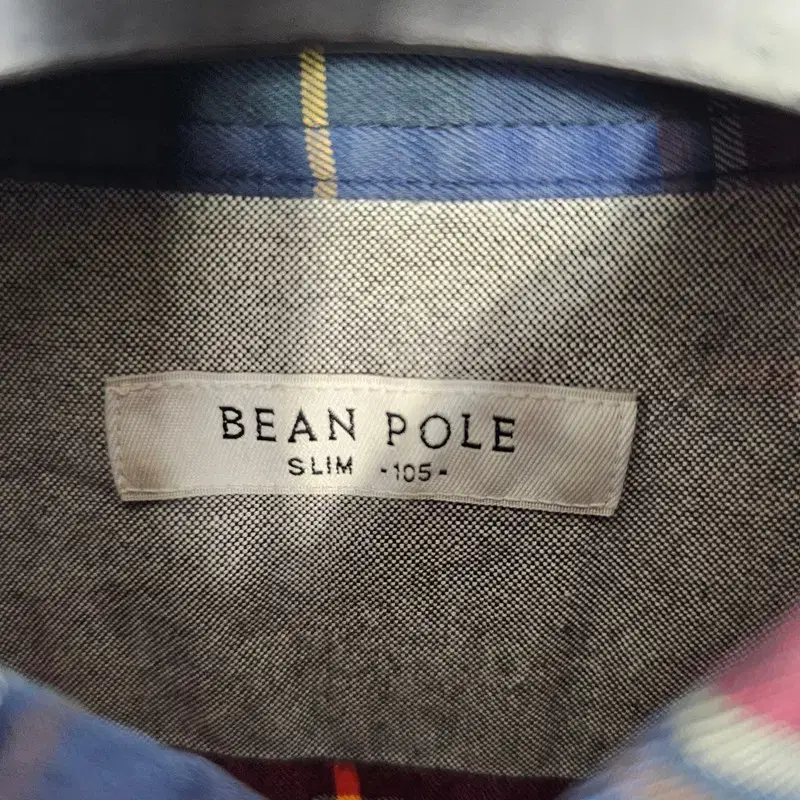 BEAN POLE
SLIM -105-